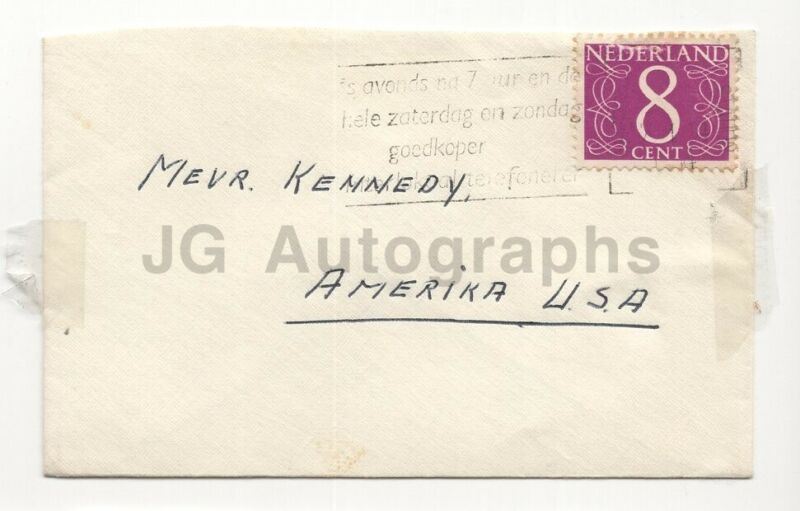 NEDERLAND
8
CENT
's avonds na 7 uur en de
hele zaterdag en zondag
goedkoper
telefoneren
MEVR. KENNEDY,
JG Autographs
AMERIKA U.S.A